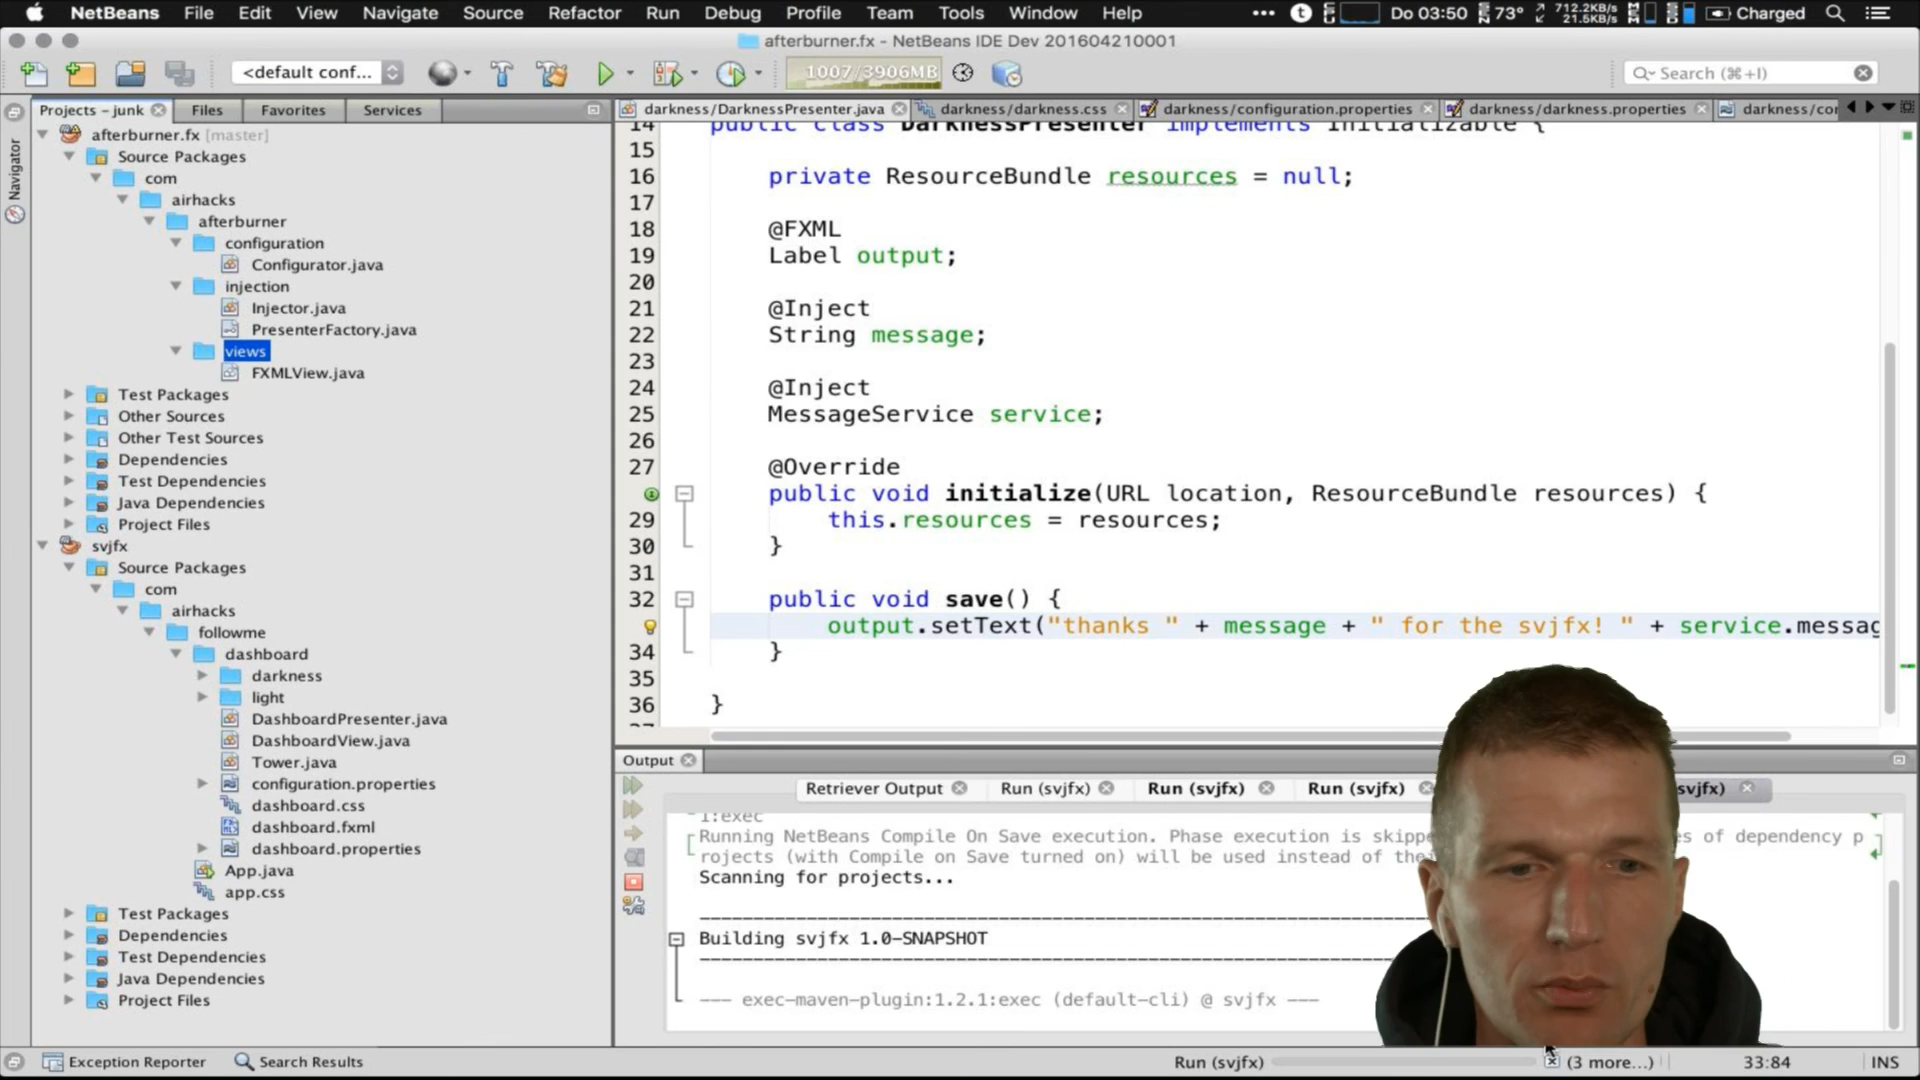 NetBeans File Edit View Navigate Source Refactor Run Debug Profile Team Tools Window Help ••• Do 03:50 73° 712.2KB/s 21.5KB/s Charged
afterburner.fx - NetBeans IDE Dev 201604210001
<default conf... 1007/3906MB Search (⌘+I)
Projects – junk Files Favorites Services
darkness/DarknessPresenter.java darkness/darkness.css darkness/configuration.properties darkness/darkness.properties darkness/cor
Navigator
afterburner.fx [master]
Source Packages
com
airhacks
afterburner
configuration
Configurator.java
injection
Injector.java
PresenterFactory.java
views
FXMLView.java
Test Packages
Other Sources
Other Test Sources
Dependencies
Test Dependencies
Java Dependencies
Project Files
svjfx
Source Packages
com
airhacks
followme
dashboard
darkness
light
DashboardPresenter.java
DashboardView.java
Tower.java
configuration.properties
dashboard.css
dashboard.fxml
dashboard.properties
App.java
app.css
Test Packages
Dependencies
Test Dependencies
Java Dependencies
Project Files
14 public class DarknessPresenter implements Initializable {
15
16 private ResourceBundle resources = null;
17
18 @FXML
19 Label output;
20
21 @Inject
22 String message;
23
24 @Inject
25 MessageService service;
26
27 @Override
public void initialize(URL location, ResourceBundle resources) {
29 this.resources = resources;
30 }
31
32 public void save() {
output.setText("thanks " + message + " for the svjfx! " + service.messag
34 }
35
36 }
Output
Retriever Output Run (svjfx) Run (svjfx) Run (svjfx) svjfx)
1:exec
Running NetBeans Compile On Save execution. Phase execution is skippe es of dependency p
rojects (with Compile on Save turned on) will be used instead of the
Scanning for projects...
Building svjfx 1.0-SNAPSHOT
--- exec-maven-plugin:1.2.1:exec (default-cli) @ svjfx ---
Exception Reporter Search Results Run (svjfx) (3 more...) 33:84 INS